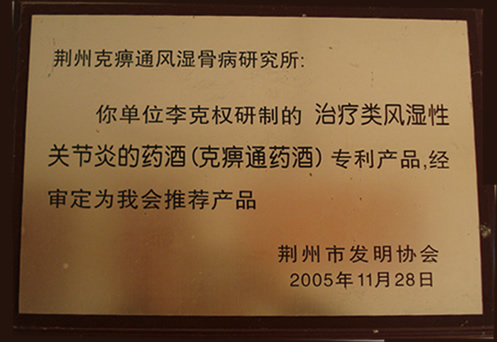 荆州克痹通风湿骨病研究所:
你单位李克权研制的 治疗类风湿性
关节炎的药酒(克痹通药酒)专利产品,经
审定为我会推荐产品
荆州市发明协会
2005年11月28日